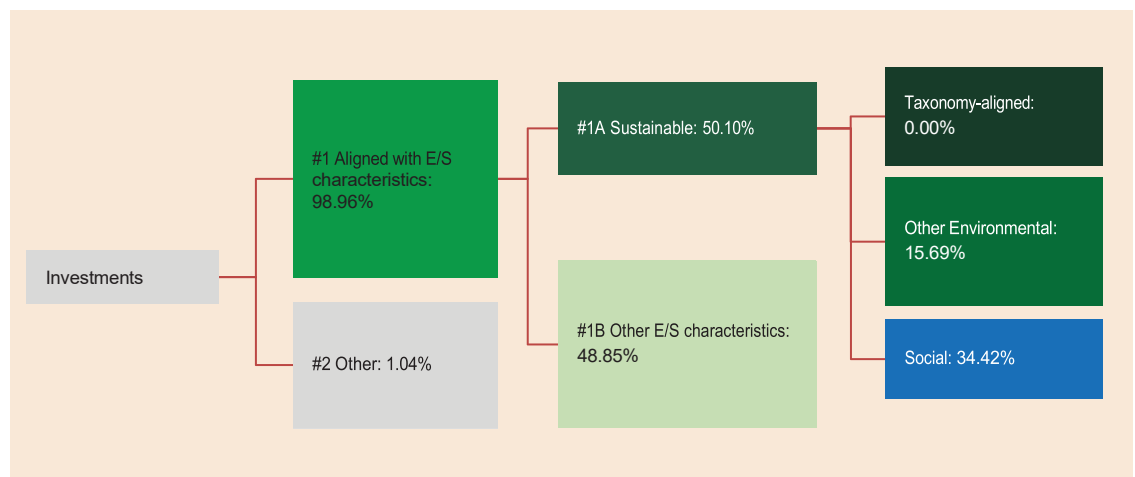 Investments
#1 Aligned with E/S
characteristics:
98.96%
#2 Other: 1.04%
#1A Sustainable: 50.10%
#1B Other E/S characteristics:
48.85%
Taxonomy-aligned:
0.00%
Other Environmental:
15.69%
Social: 34.42%